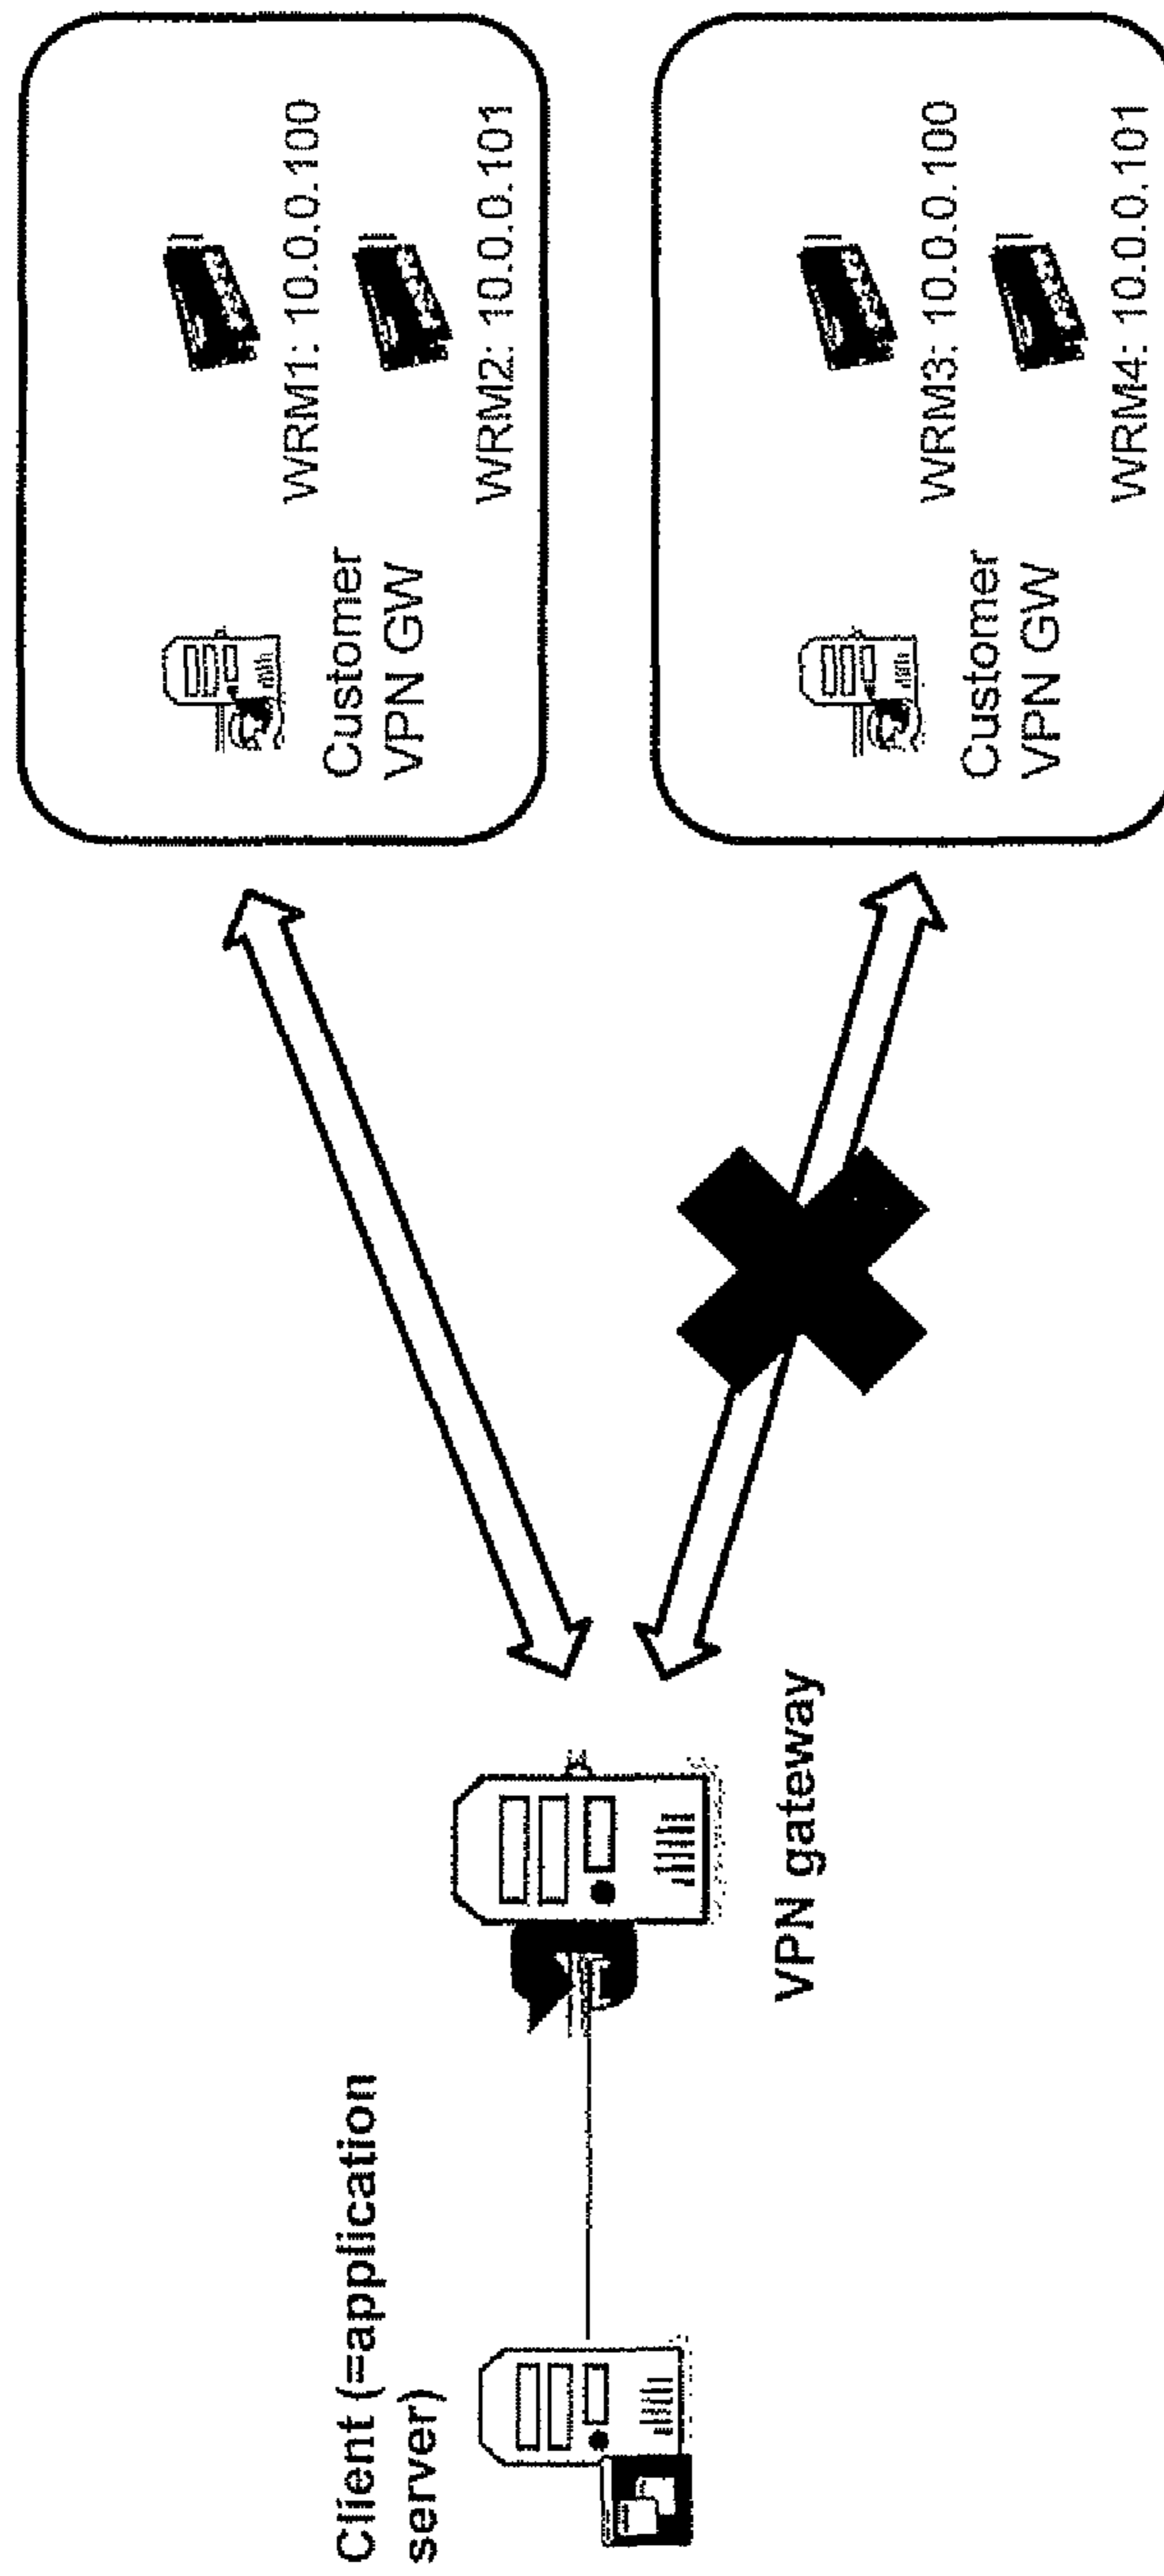 Client (=application
server)
VPN gateway
Customer
VPN GW
WRM1: 10.0.0.100
WRM2: 10.0.0.101
Customer
VPN GW
WRM3:: 10.0.0.100
WRM4:: 10.0.0.101